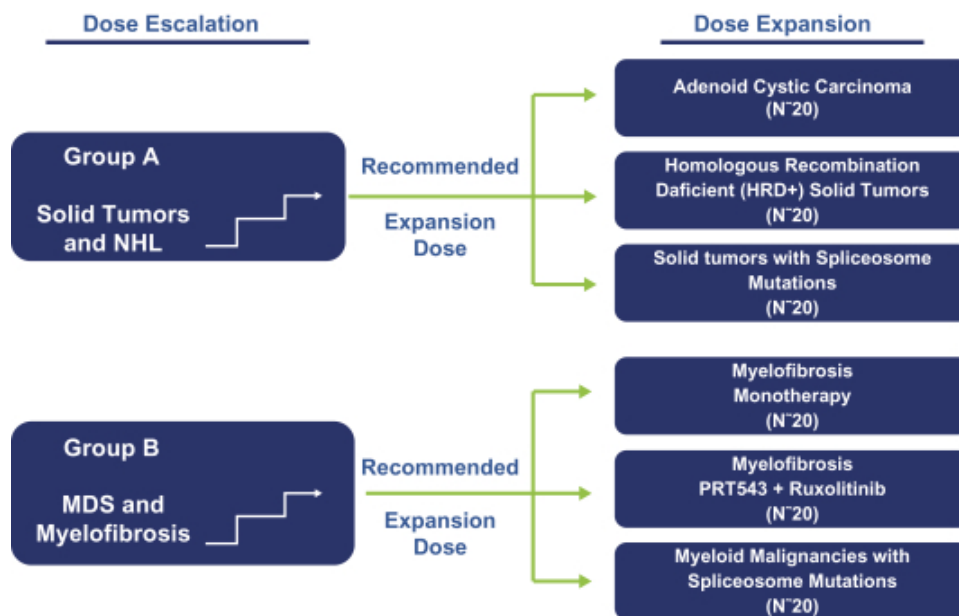 Dose Escalation
Dose Expansion
Group A
Solid Tumors
and NHL
Recommended
Expansion
Dose
Adenoid Cystic Carcinoma
(N˜20)
Homologous Recombination
Daficient (HRD+) Solid Tumors
(N˜20)
Solid tumors with Spliceosome
Mutations
(N˜20)
Group B
MDS and
Myelofibrosis
Recommended
Expansion
Dose
Myelofibrosis
Monotherapy
(N˜20)
Myelofibrosis
PRT543 + Ruxolitinib
(N˜20)
Myeloid Malignancies with
Spliceosome Mutations
(N˜20)